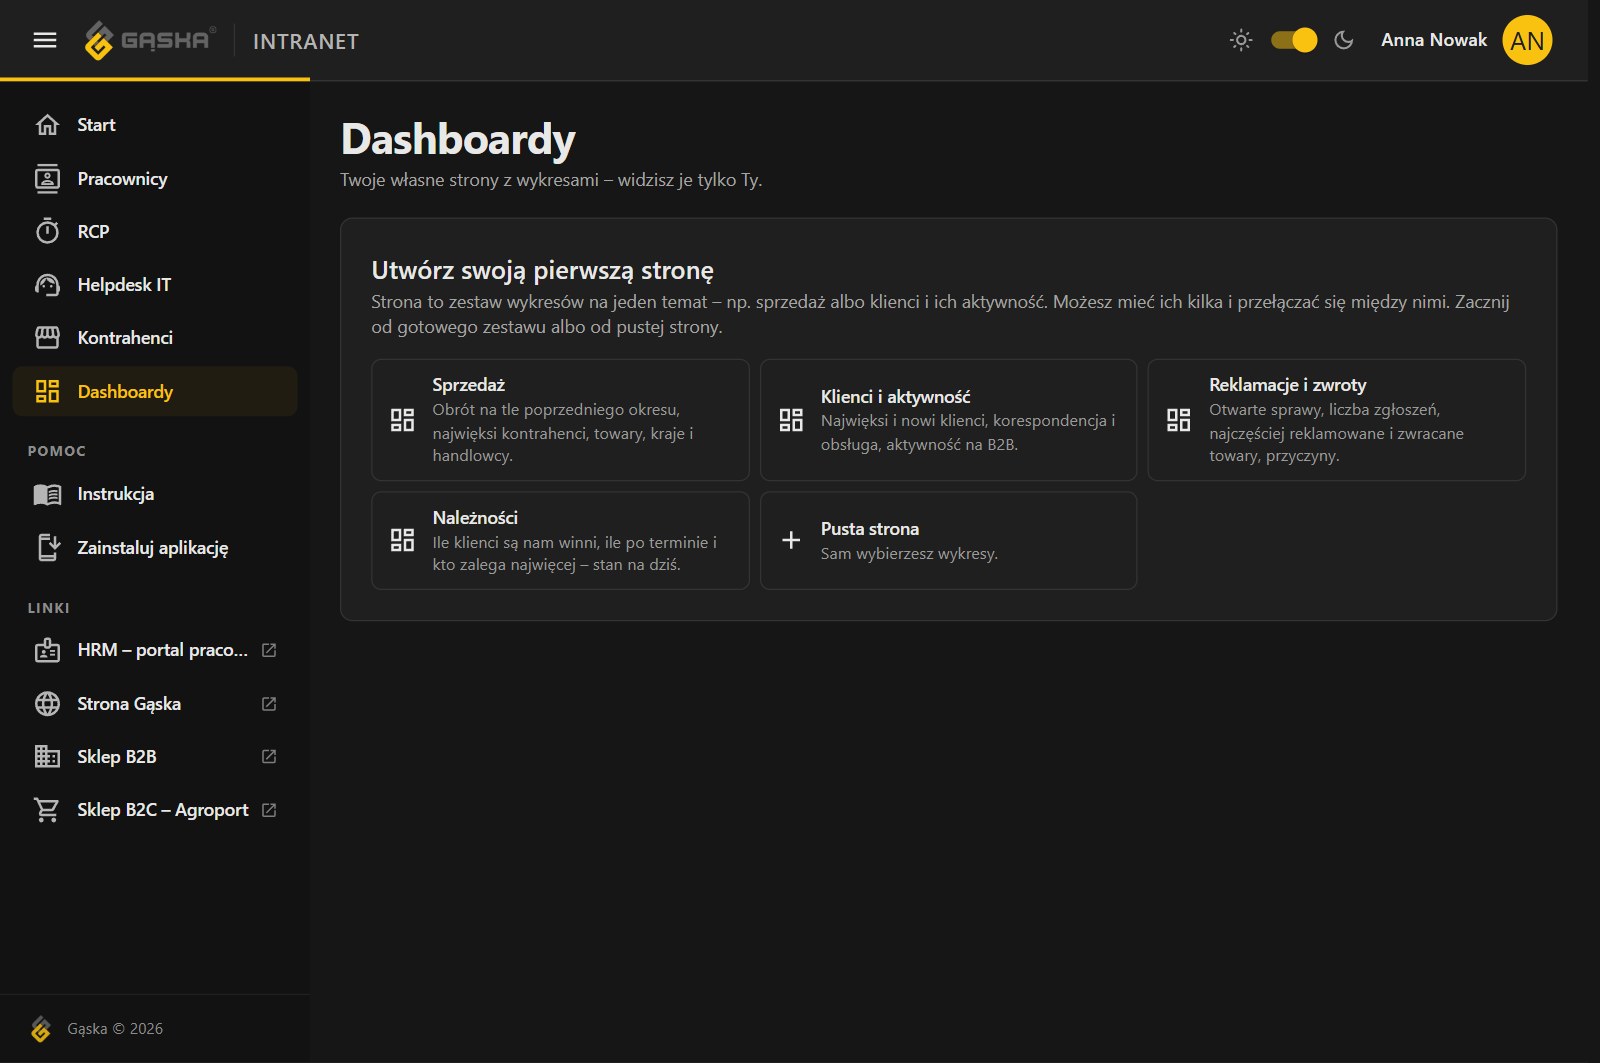 GĄSKA®
INTRANET
Anna Nowak
AN
Start
Pracownicy
RCP
Helpdesk IT
Kontrahenci
Dashboardy
POMOC
Instrukcja
Zainstaluj aplikację
LINKI
HRM – portal praco...
Strona Gąska
Sklep B2B
Sklep B2C – Agroport
Gąska © 2026
Dashboardy
Twoje własne strony z wykresami – widzisz je tylko Ty.
Utwórz swoją pierwszą stronę
Strona to zestaw wykresów na jeden temat – np. sprzedaż albo klienci i ich aktywność. Możesz mieć ich kilka i przełączać się między nimi. Zacznij
od gotowego zestawu albo od pustej strony.
Sprzedaż
Obrót na tle poprzedniego okresu,
najwięksi kontrahenci, towary, kraje i
handlowcy.
Klienci i aktywność
Najwięksi i nowi klienci, korespondencja i
obsługa, aktywność na B2B.
Reklamacje i zwroty
Otwarte sprawy, liczba zgłoszeń,
najczęściej reklamowane i zwracane
towary, przyczyny.
Należności
Ile klienci są nam winni, ile po terminie i
kto zalega najwięcej – stan na dziś.
Pusta strona
Sam wybierzesz wykresy.